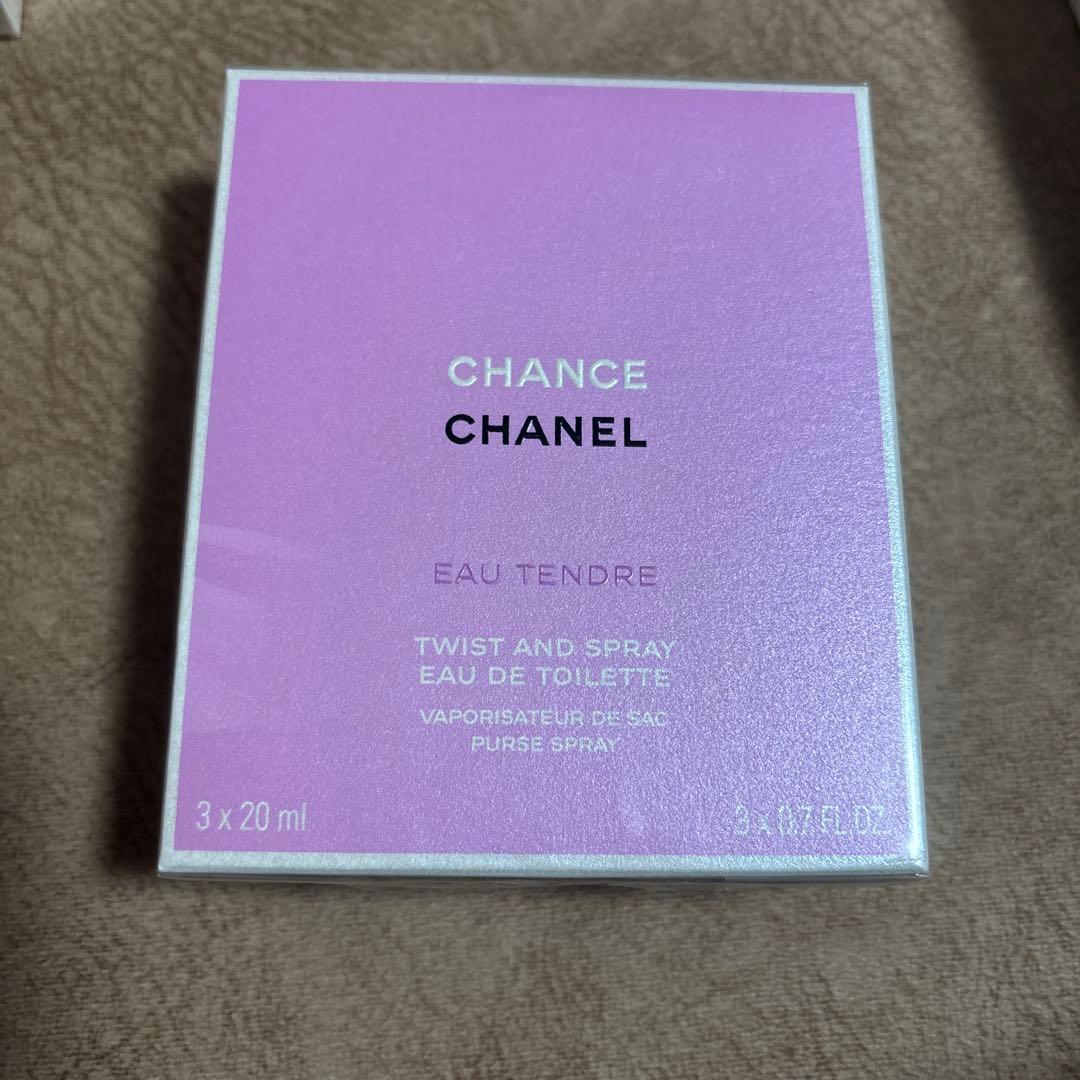 CHANCE
CHANEL
EAU TENDRE
TWIST AND SPRAY
EAU DE TOILETTE
VAPORISATEUR DE SAC
PURSE SPRAY
3 x 20 ml
3 x 0.7 FL.OZ.